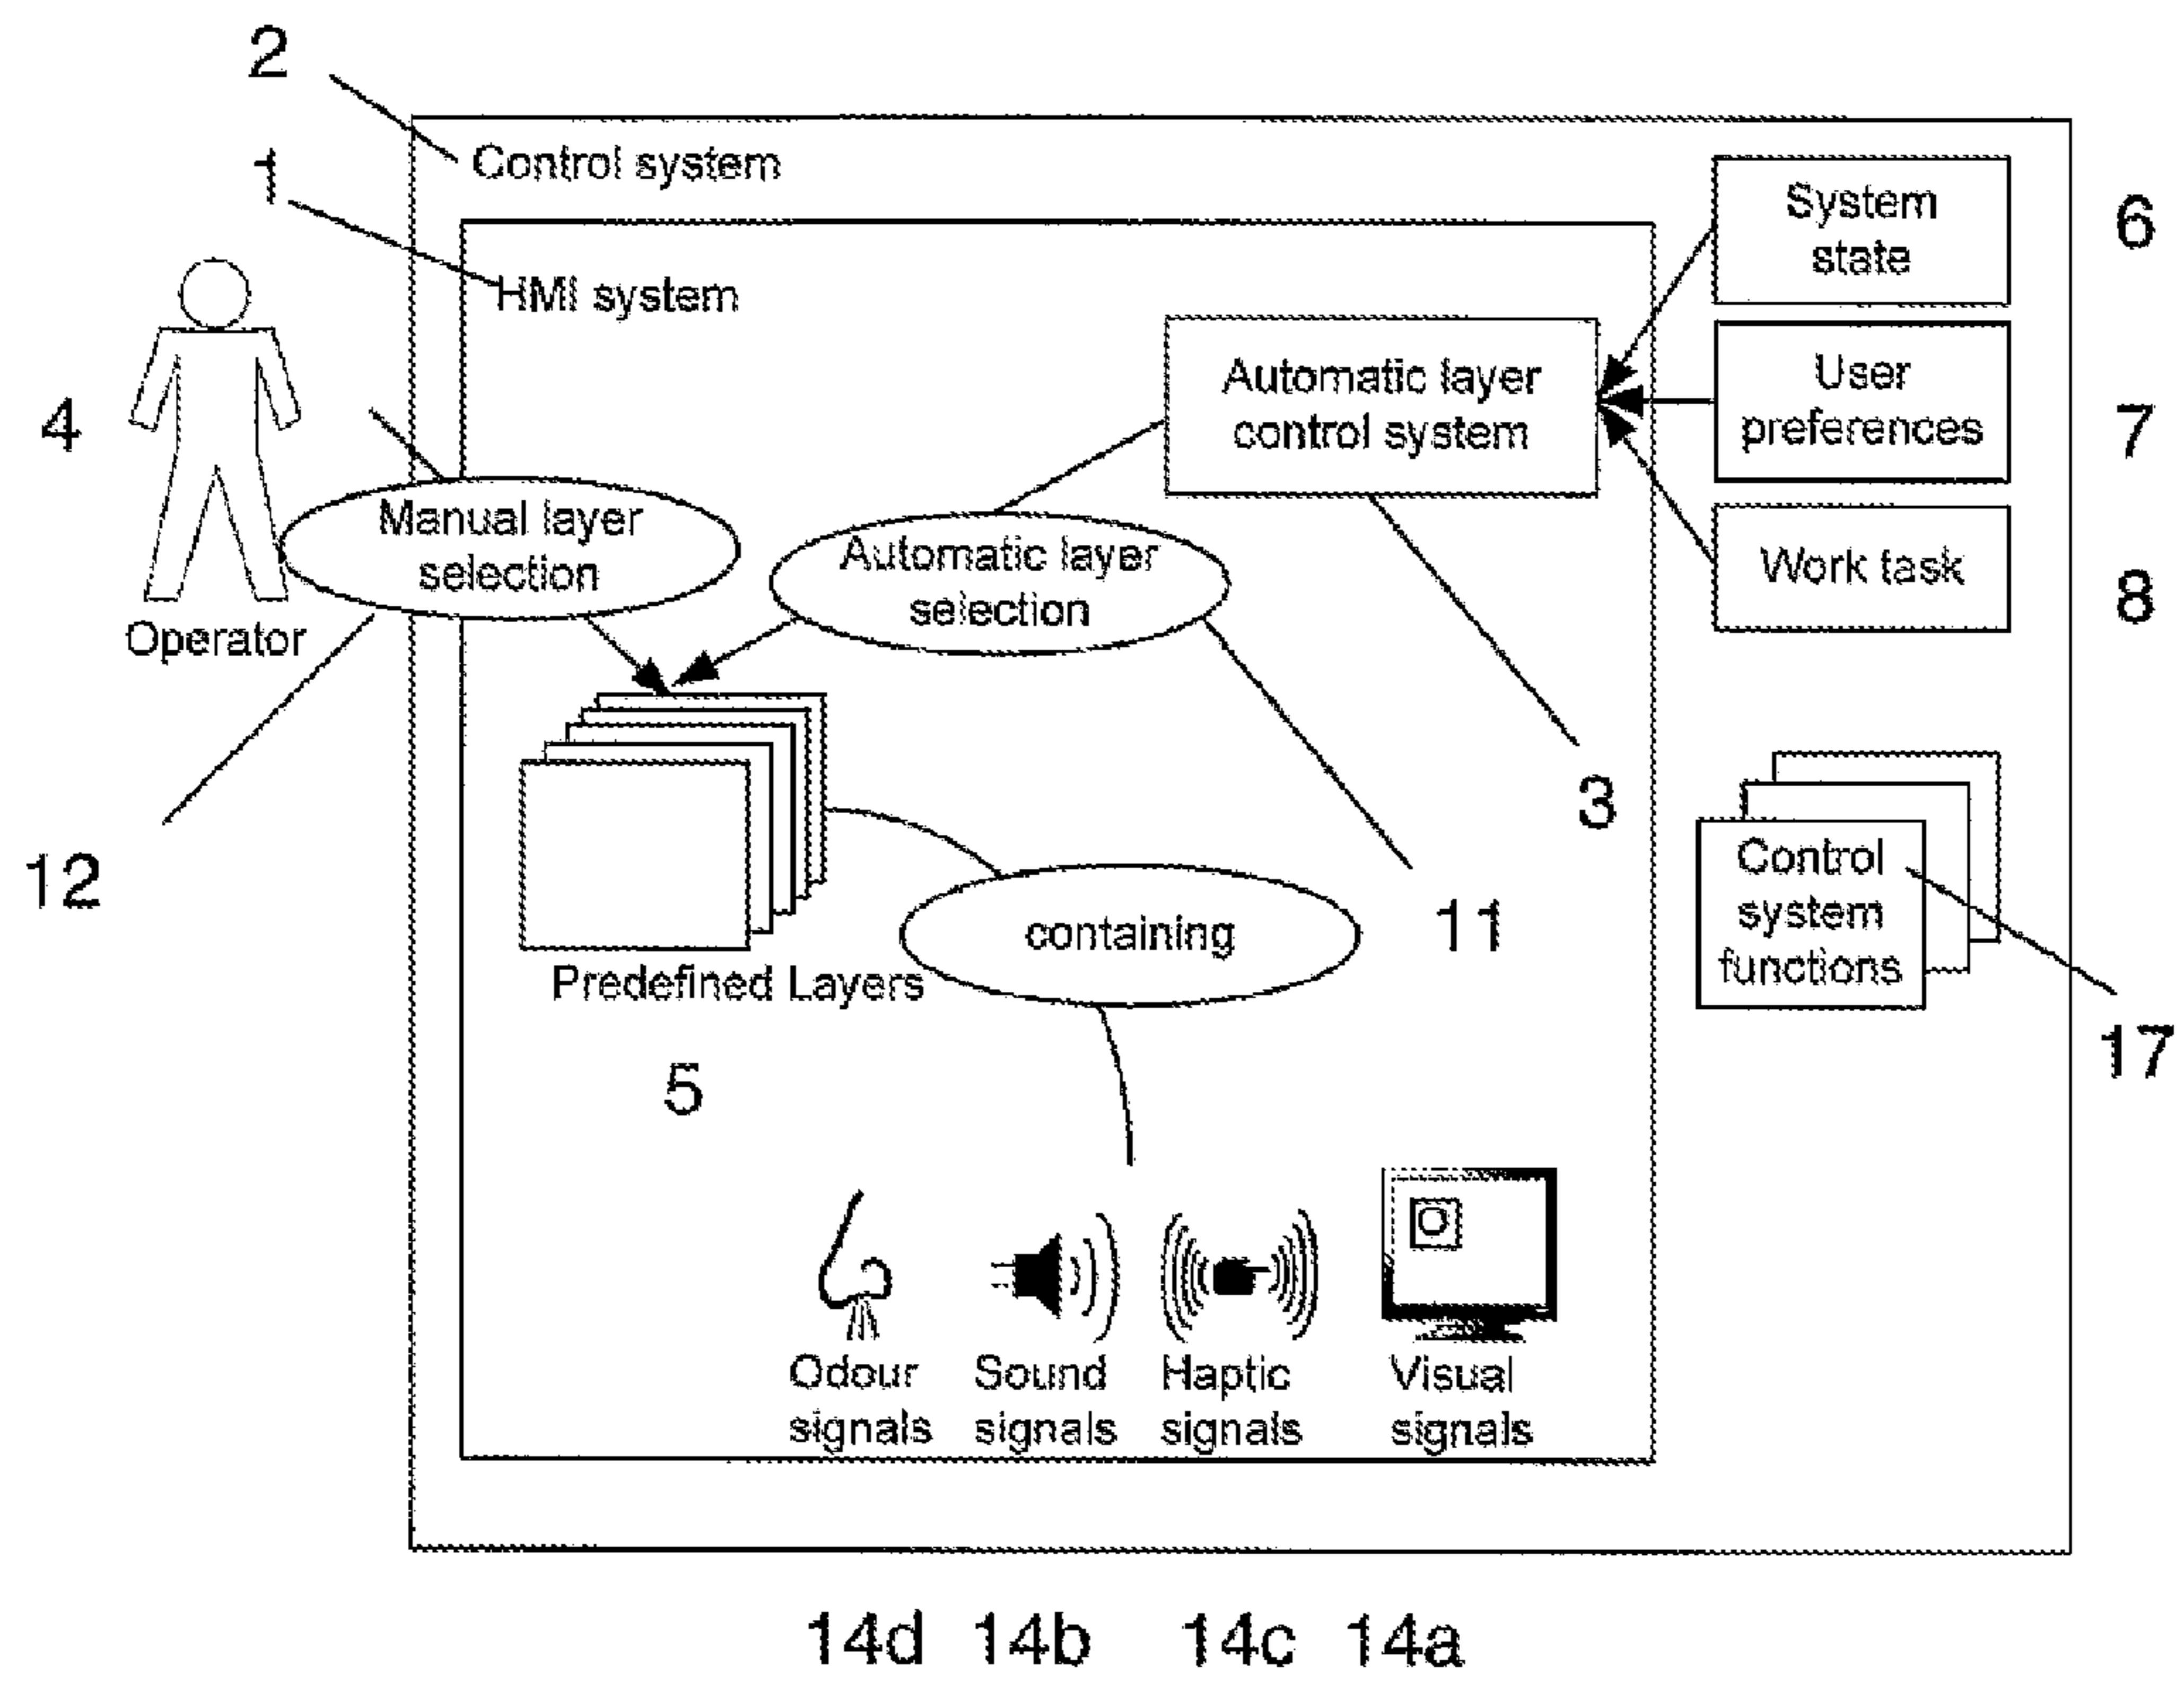 2
Control system
1
HMI system
System
state
6
Automatic layer
control system
User
preferences
7
4
Manual layer
selection
Automatic layer
selection
Work task
8
Operator
3
12
Control
system
functions
11
containing
Predefined Layers
17
5
Odour
signals
Sound
signals
Haptic
signals
Visual
signals
14d 14b 14c 14a